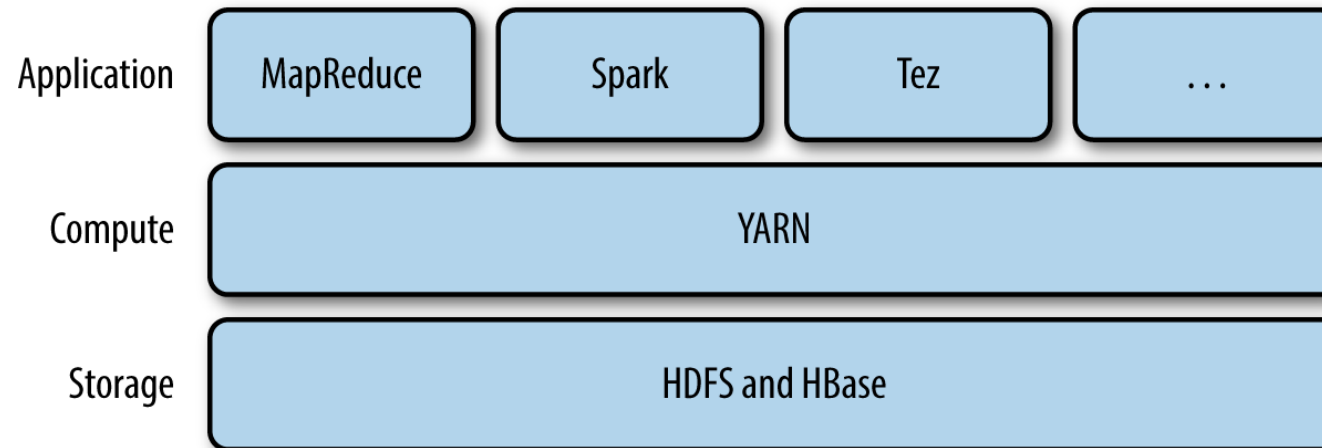 Application MapReduce Spark Tez ...
Compute YARN
Storage HDFS and HBase